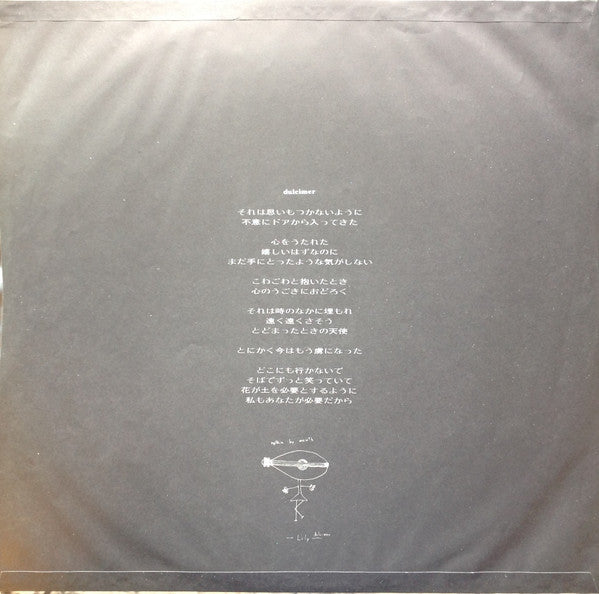 dulcimer
それは思いもつかないように
不意にドアから入ってきた
心をうたれた
嬉しいはずなのに
まだ手にとったような気がしない
こわごわと抱いたとき
心のうごきにおどろく
それは時のなかに埋もれ
遠く遠くさそう
とどまったときの天使
とにかく今はもう虜になった
どこにも行かないで
そばでずっと笑っていて
花が土を必要とするように
私もあなたが必要だから
by
Lily